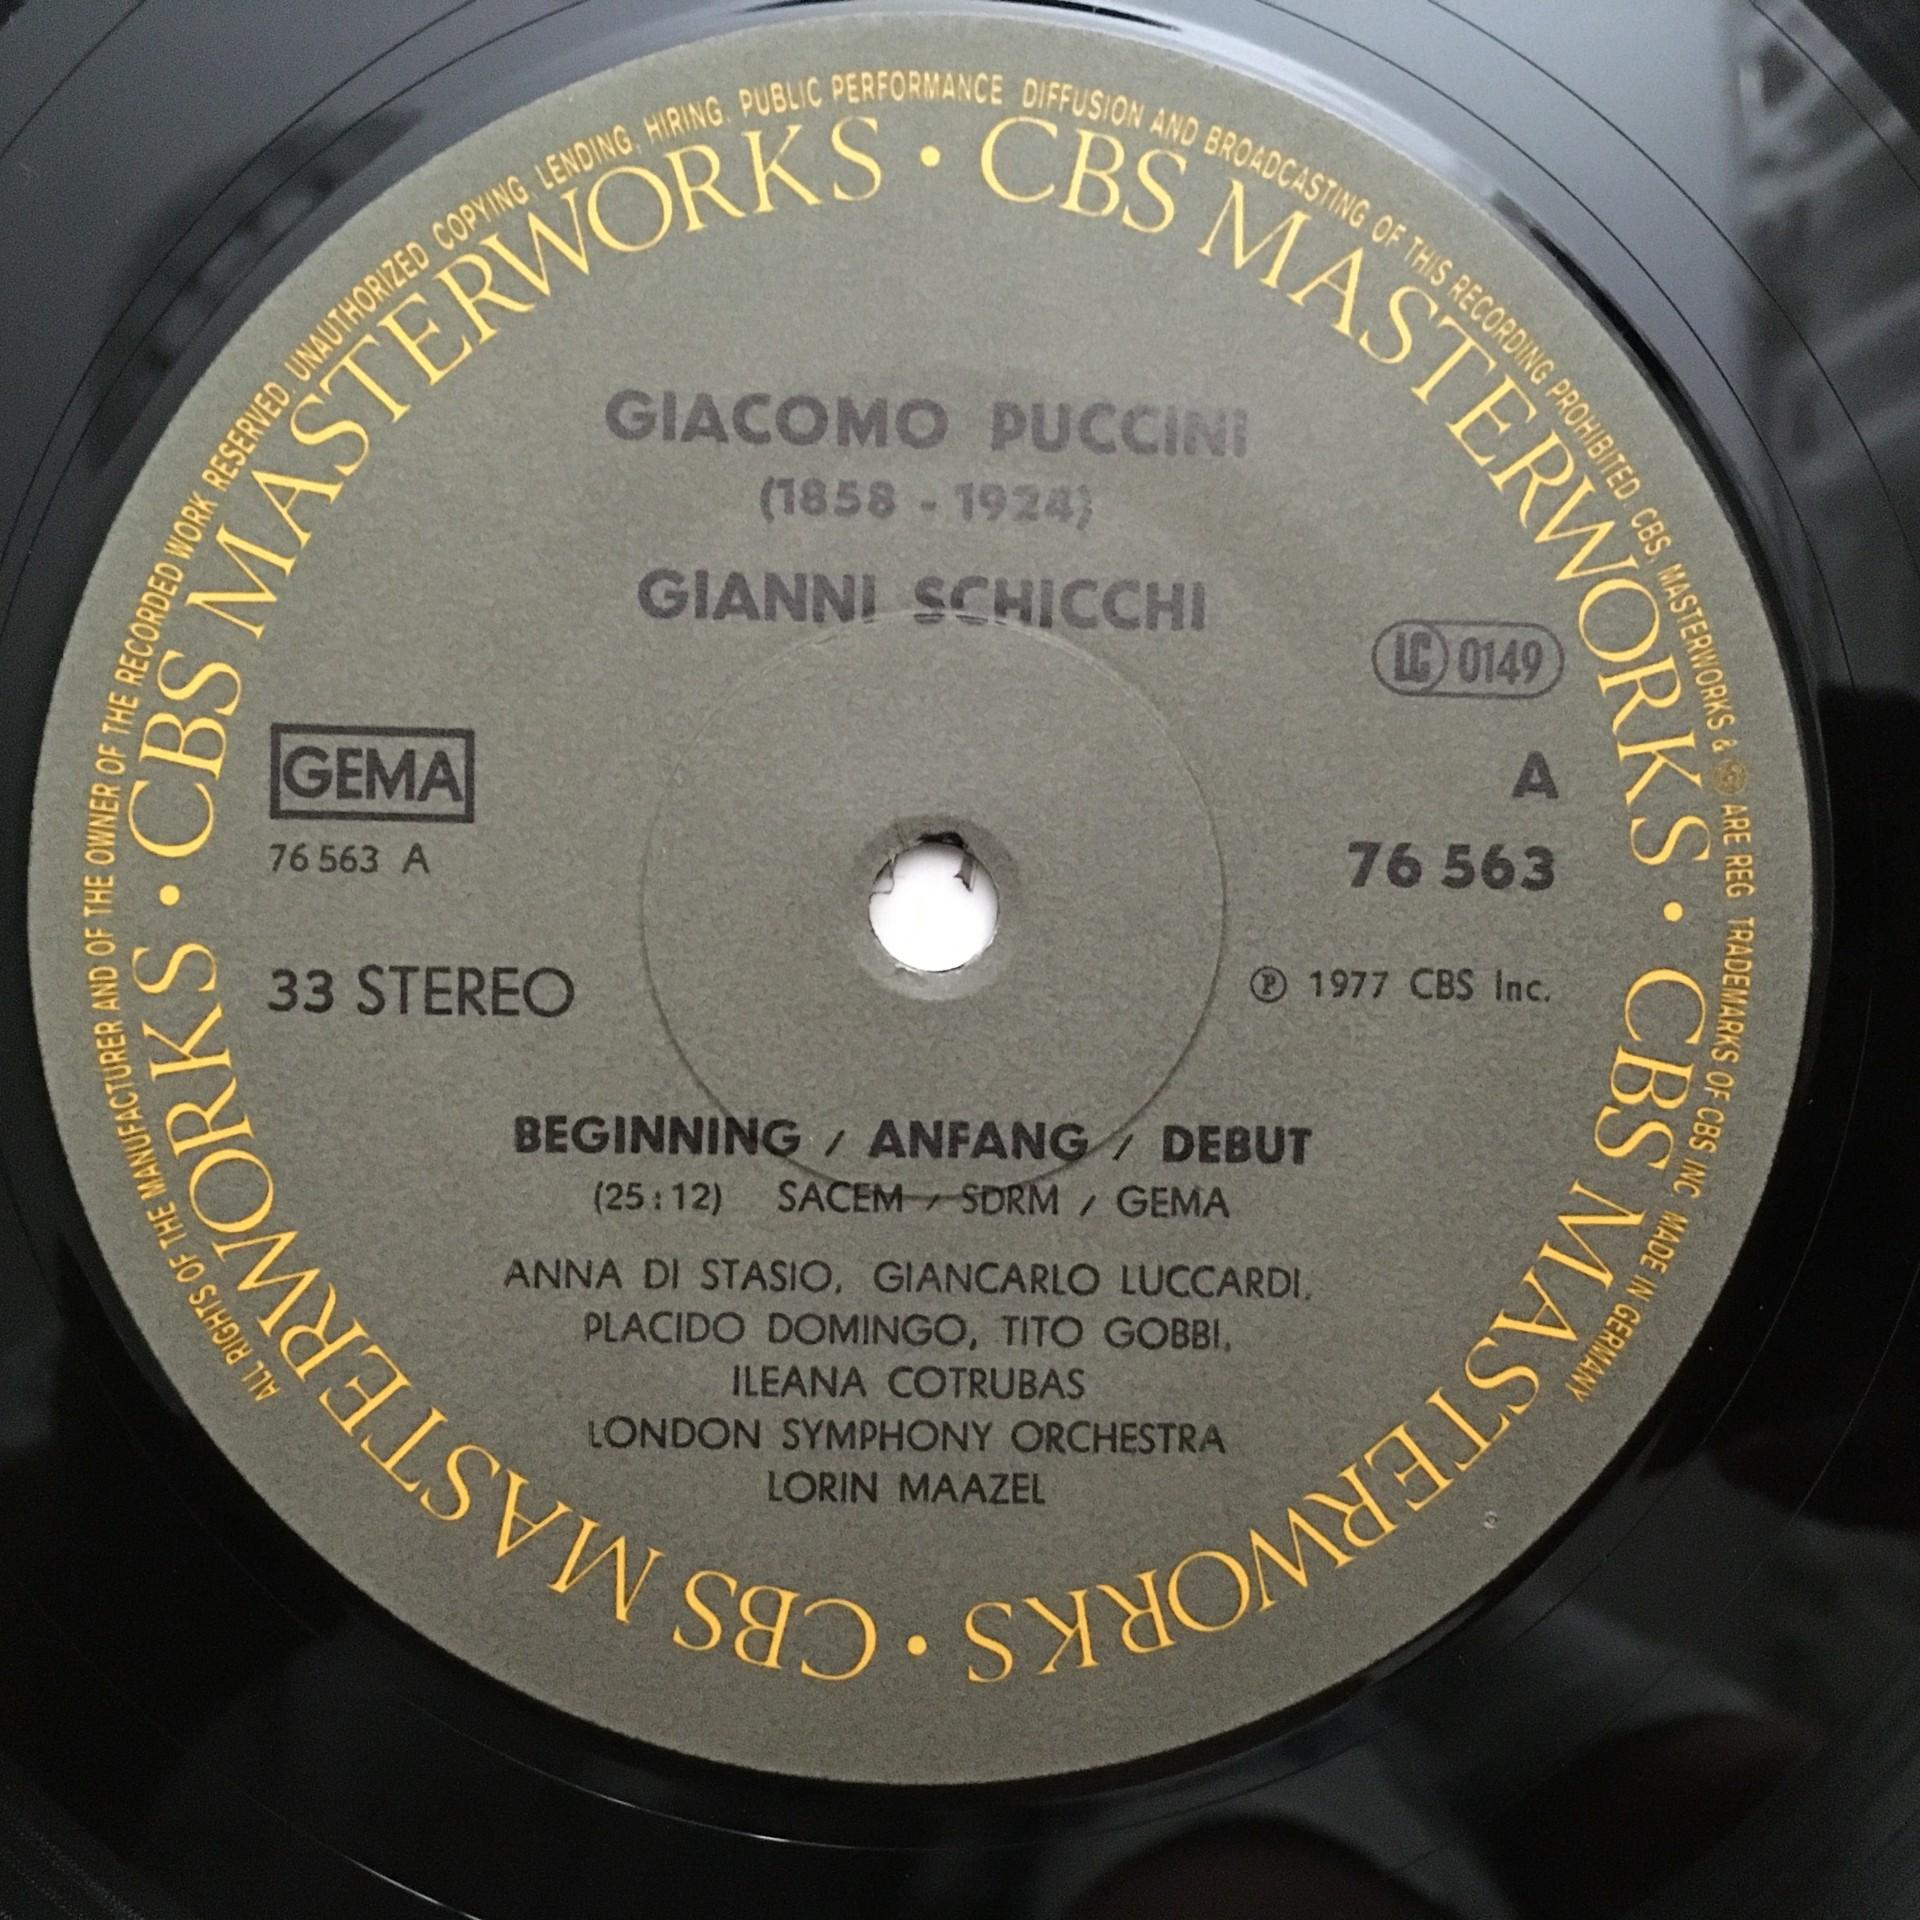 ALL RIGHTS OF THE MANUFACTURER AND OF THE OWNER OF THE RECORDED WORK RESERVED. UNAUTHORIZED COPYING, LENDING, HIRING, PUBLIC PERFORMANCE DIFFUSION AND BROADCASTING OF THIS RECORDING PROHIBITED. CBS, MASTERWORKS & ARE REG TRADEMARKS OF CBS INC MADE IN GERMANY
CBS MASTERWORKS • CBS MASTERWORKS • CBS MASTERWORKS • CBS MASTERWORKS •
GIACOMO PUCCINI
(1858 - 1924)
GIANNI SCHICCHI
LC 0149
GEMA
A
76 563 A
76 563
33 STEREO
℗ 1977 CBS Inc.
BEGINNING / ANFANG / DEBUT
(25:12) SACEM / SDRM / GEMA
ANNA DI STASIO, GIANCARLO LUCCARDI,
PLACIDO DOMINGO, TITO GOBBI,
ILEANA COTRUBAS
LONDON SYMPHONY ORCHESTRA
LORIN MAAZEL